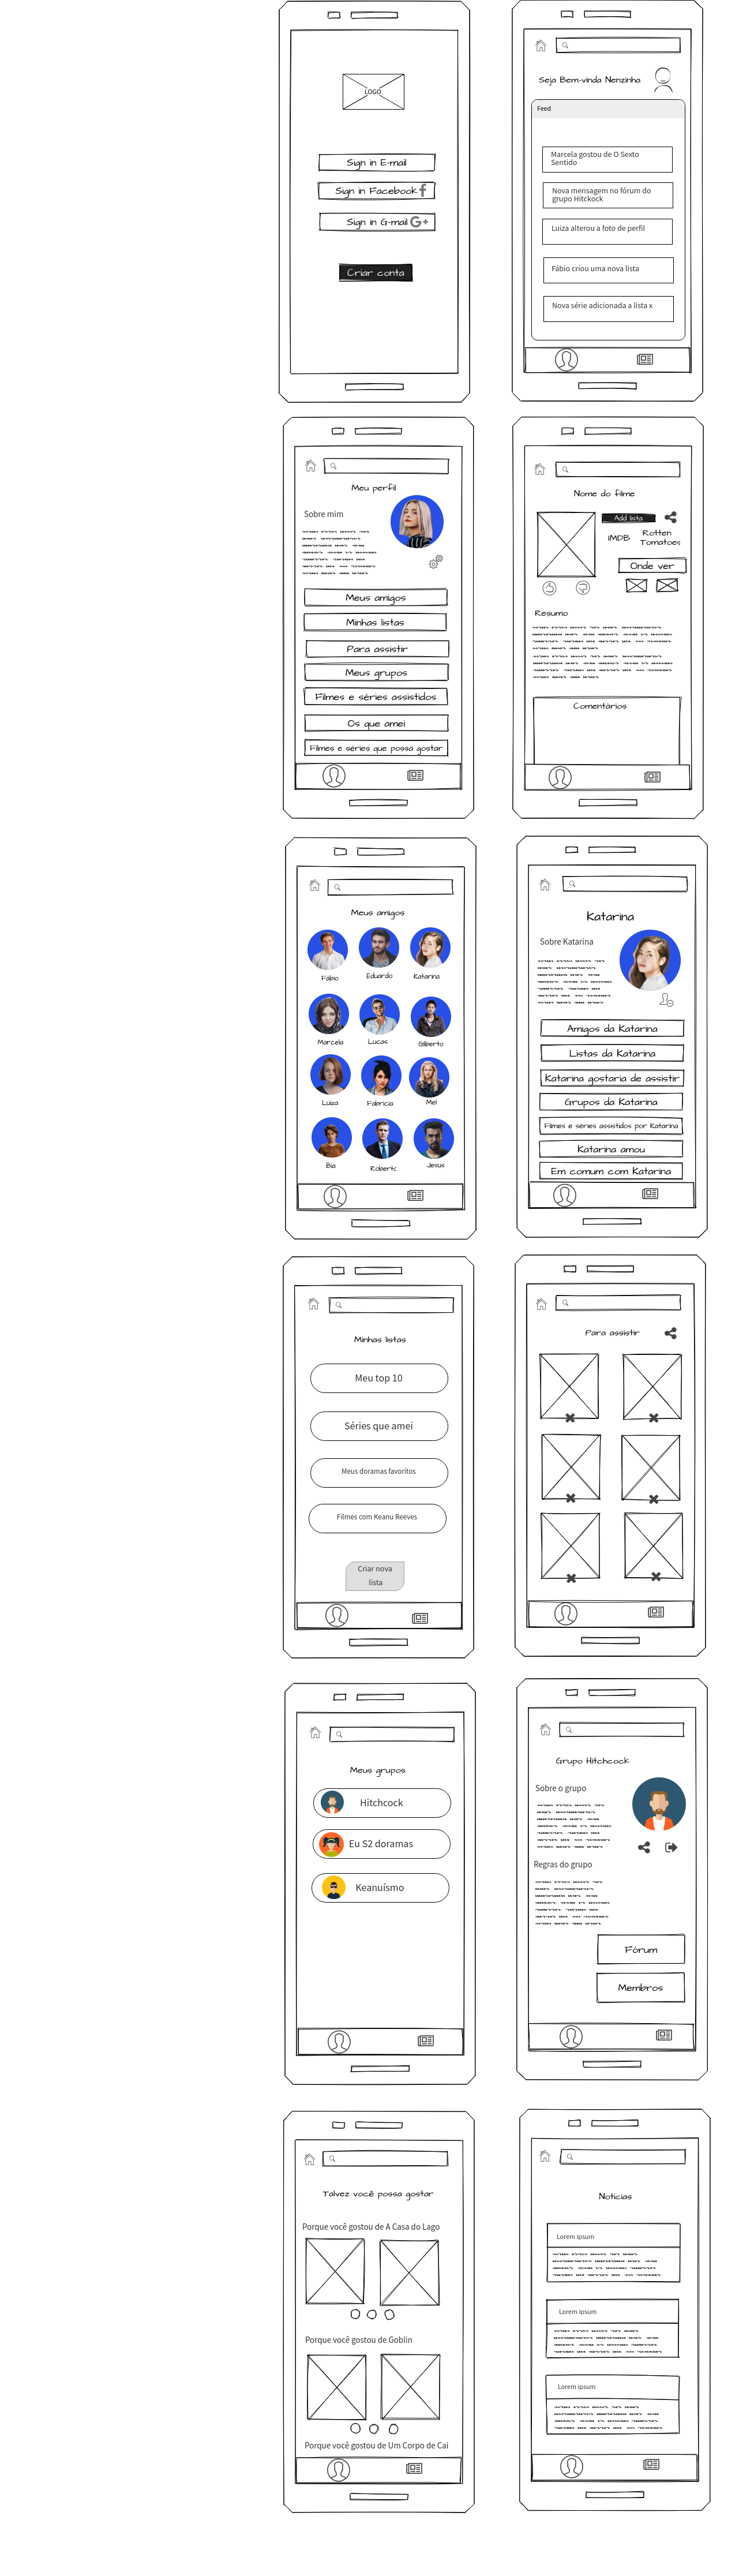 LOGO
Sign in E-mail
Sign in Facebook
Sign in G-mail G+
Criar conta
Seja Bem-vinda Nenzinha
Feed
Marcela gostou de O Sexto
Sentido
Nova mensagem no fórum do
grupo Hitckock
Luiza alterou a foto de perfil
Fábio criou uma nova lista
Nova série adicionada a lista x
Meu perfil
Sobre mim
Meus amigos
Minhas listas
Para assistir
Meus grupos
Filmes e séries assistidos
Os que amei
Filmes e séries que possa gostar
Nome do filme
Add lista
IMDB
Rotten
Tomatoes
Onde ver
Resumo
Comentários
Meus amigos
Fábio
Eduardo
Katarina
Marcela
Lucas
Gilberto
Luiza
Fabrícia
Mel
Bia
Roberto
Jesus
Katarina
Sobre Katarina
Amigos da Katarina
Listas da Katarina
Katarina gostaria de assistir
Grupos da Katarina
Filmes e séries assistidos por Katarina
Katarina amou
Em comum com Katarina
Minhas listas
Meu top 10
Séries que amei
Meus doramas favoritos
Filmes com Keanu Reeves
Criar nova
lista
Para assistir
Meus grupos
Hitchcock
Eu S2 doramas
Keanuísmo
Grupo Hitchcock
Sobre o grupo
Regras do grupo
Fórum
Membros
Talvez você possa gostar
Porque você gostou de A Casa do Lago
Porque você gostou de Goblin
Porque você gostou de Um Corpo de Cai
Notícias
Lorem ipsum
Lorem ipsum
Lorem ipsum